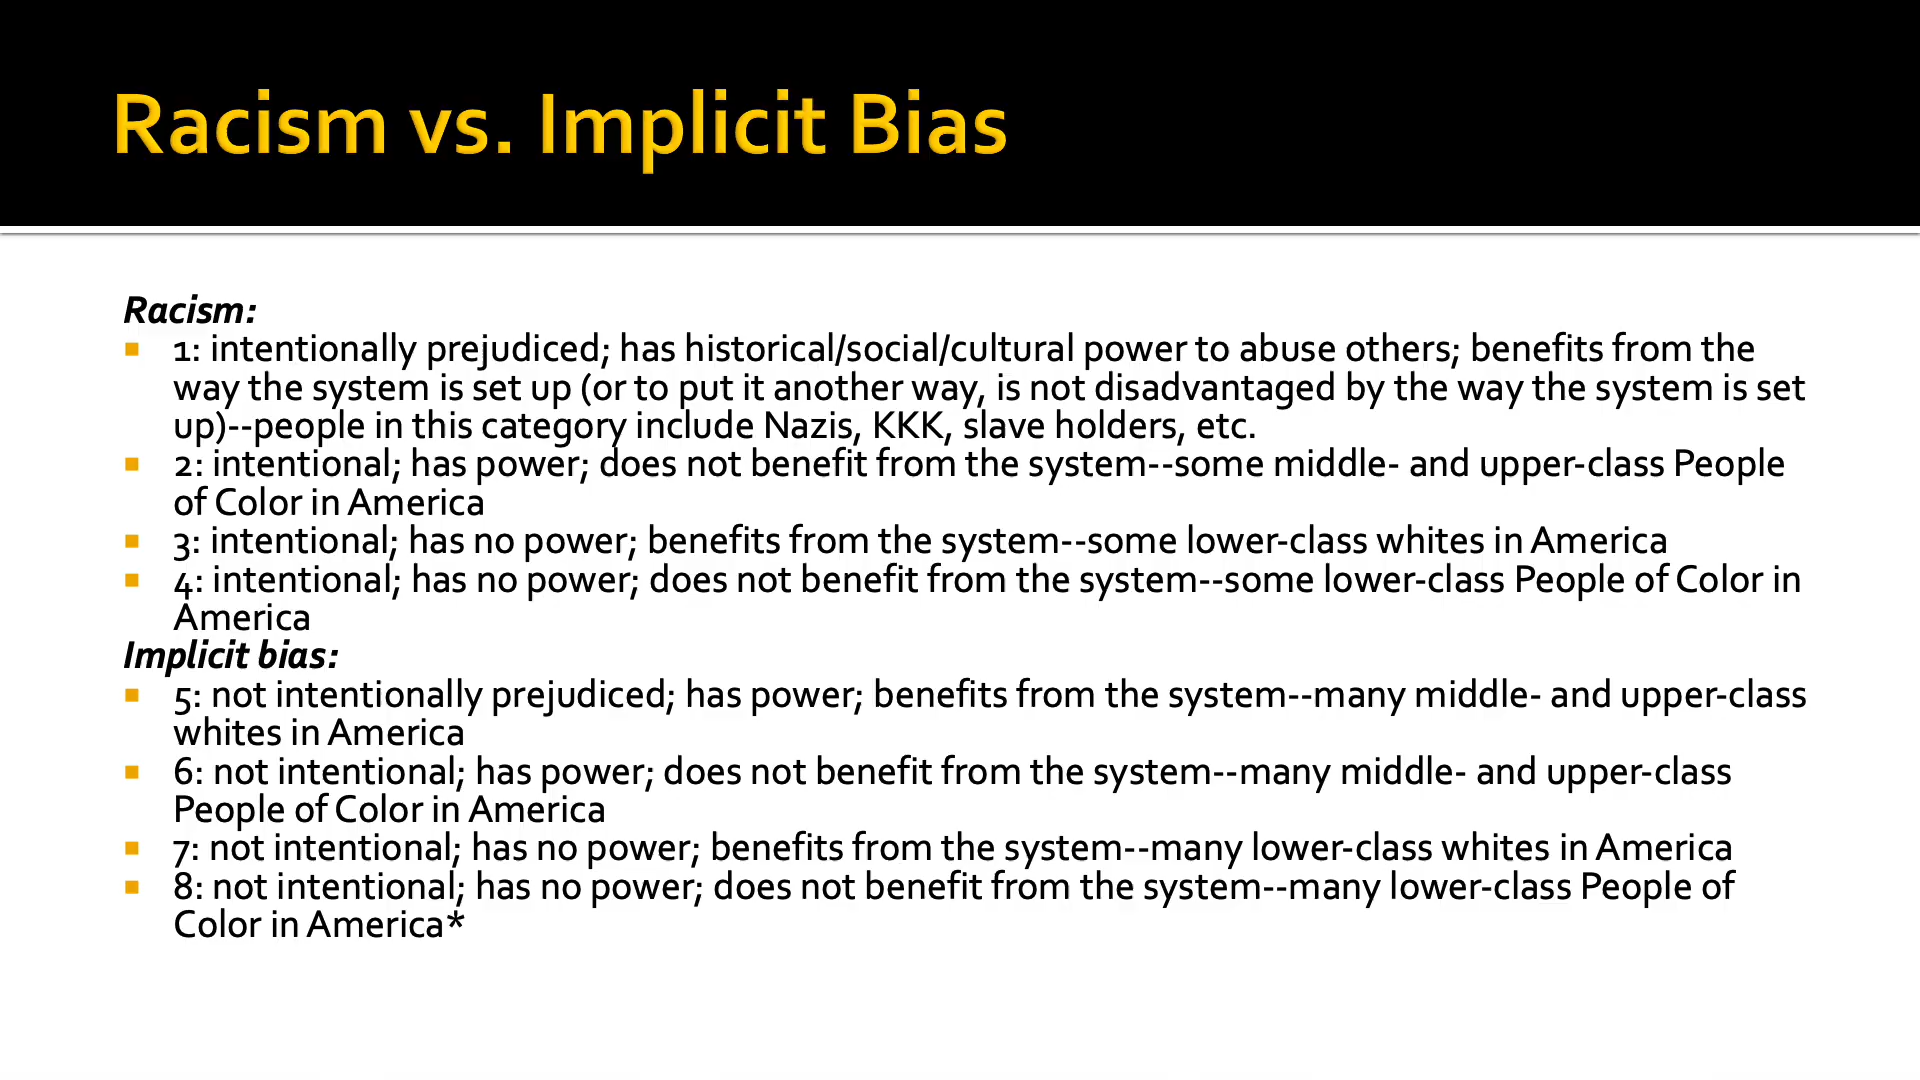 Racism vs. Implicit Bias
Racism:
1: intentionally prejudiced; has historical/social/cultural power to abuse others; benefits from the
way the system is set up (or to put it another way, is not disadvantaged by the way the system is set
up)--people in this category include Nazis, KKK, slave holders, etc.
2: intentional; has power; does not benefit from the system--some middle- and upper-class People
of Color in America
3: intentional; has no power; benefits from the system--some lower-class whites in America
4: intentional; has no power; does not benefit from the system--some lower-class People of Color in
America
Implicit bias:
5: not intentionally prejudiced; has power; benefits from the system--many middle- and upper-class
whites in America
6: not intentional; has power; does not benefit from the system--many middle- and upper-class
People of Color in America
7: not intentional; has no power; benefits from the system--many lower-class whites in America
8: not intentional; has no power; does not benefit from the system--many lower-class People of
Color in America*